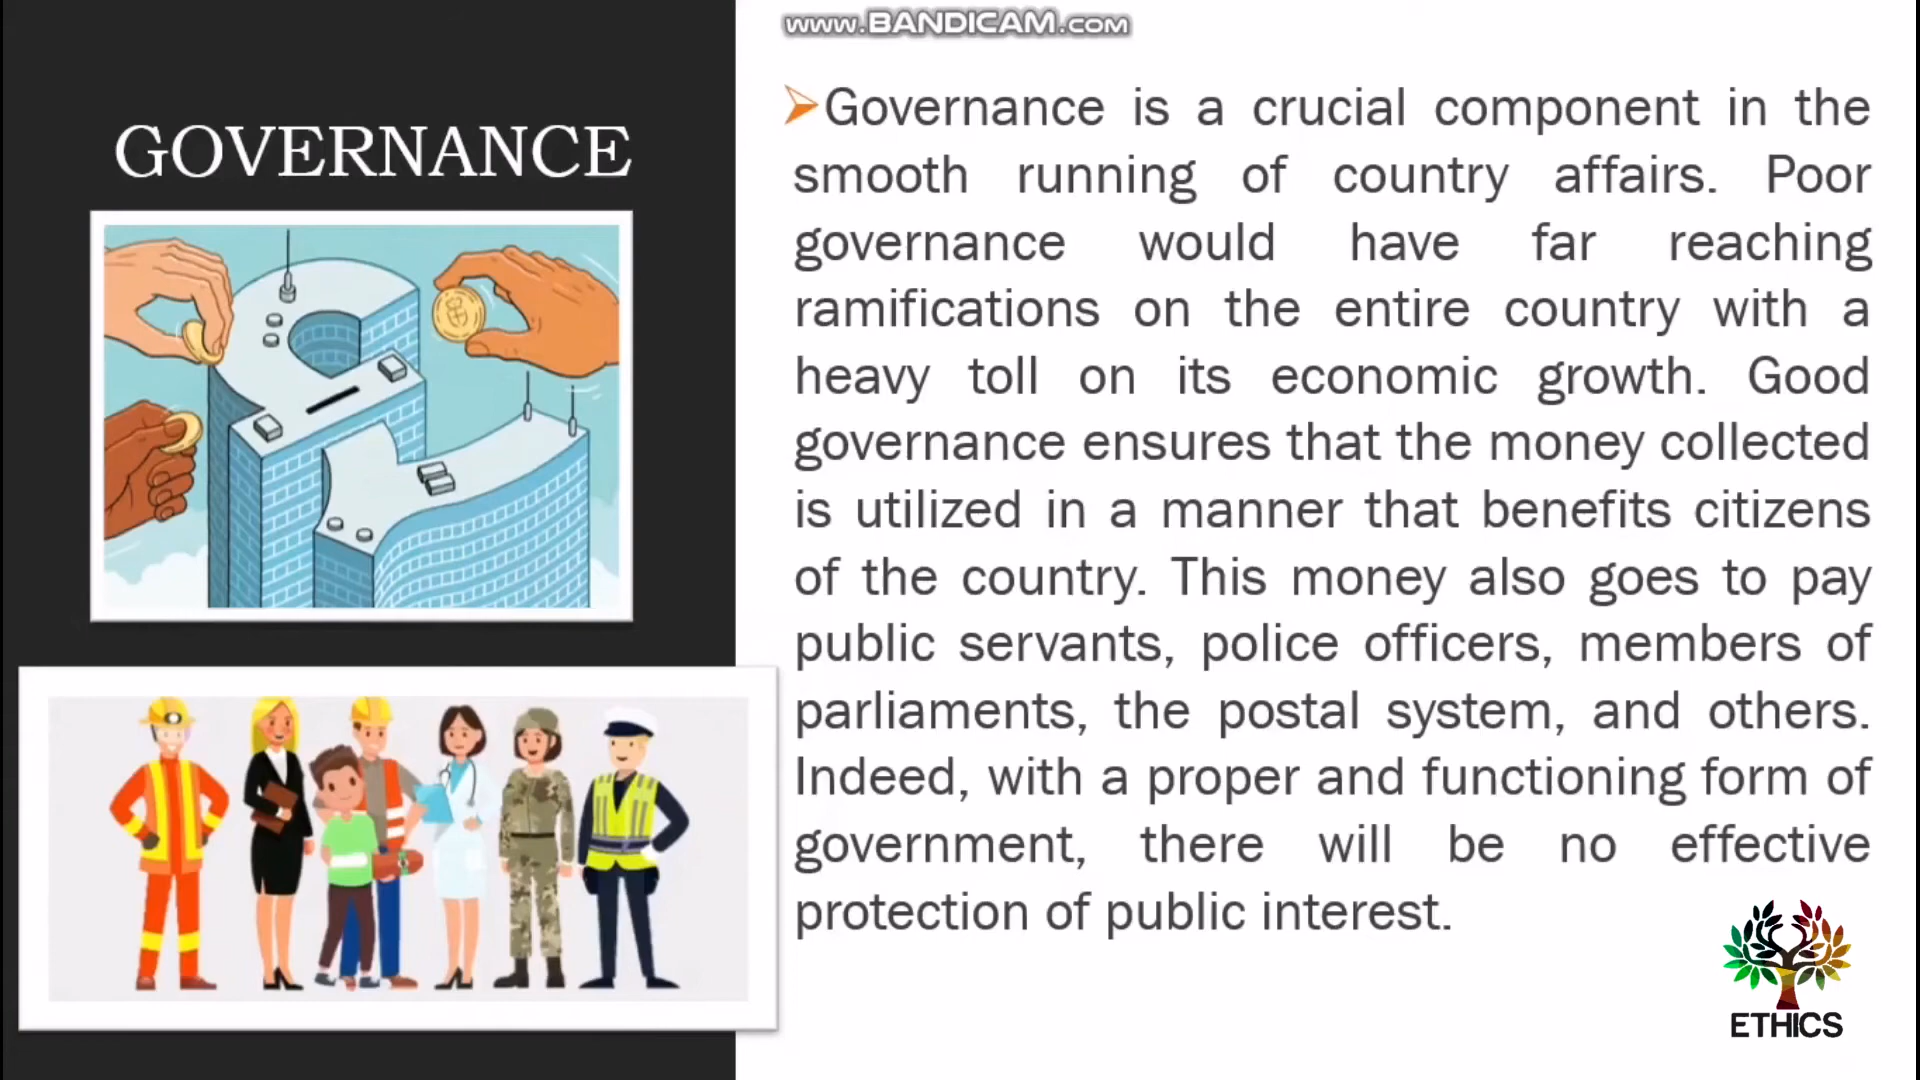 www.BANDICAM.com
GOVERNANCE
Governance is a crucial component in the
smooth running of country affairs. Poor
governance would have far reaching
ramifications on the entire country with a
heavy toll on its economic growth. Good
governance ensures that the money collected
is utilized in a manner that benefits citizens
of the country. This money also goes to pay
public servants, police officers, members of
parliaments, the postal system, and others.
Indeed, with a proper and functioning form of
government, there will be no effective
protection of public interest.
ETHICS